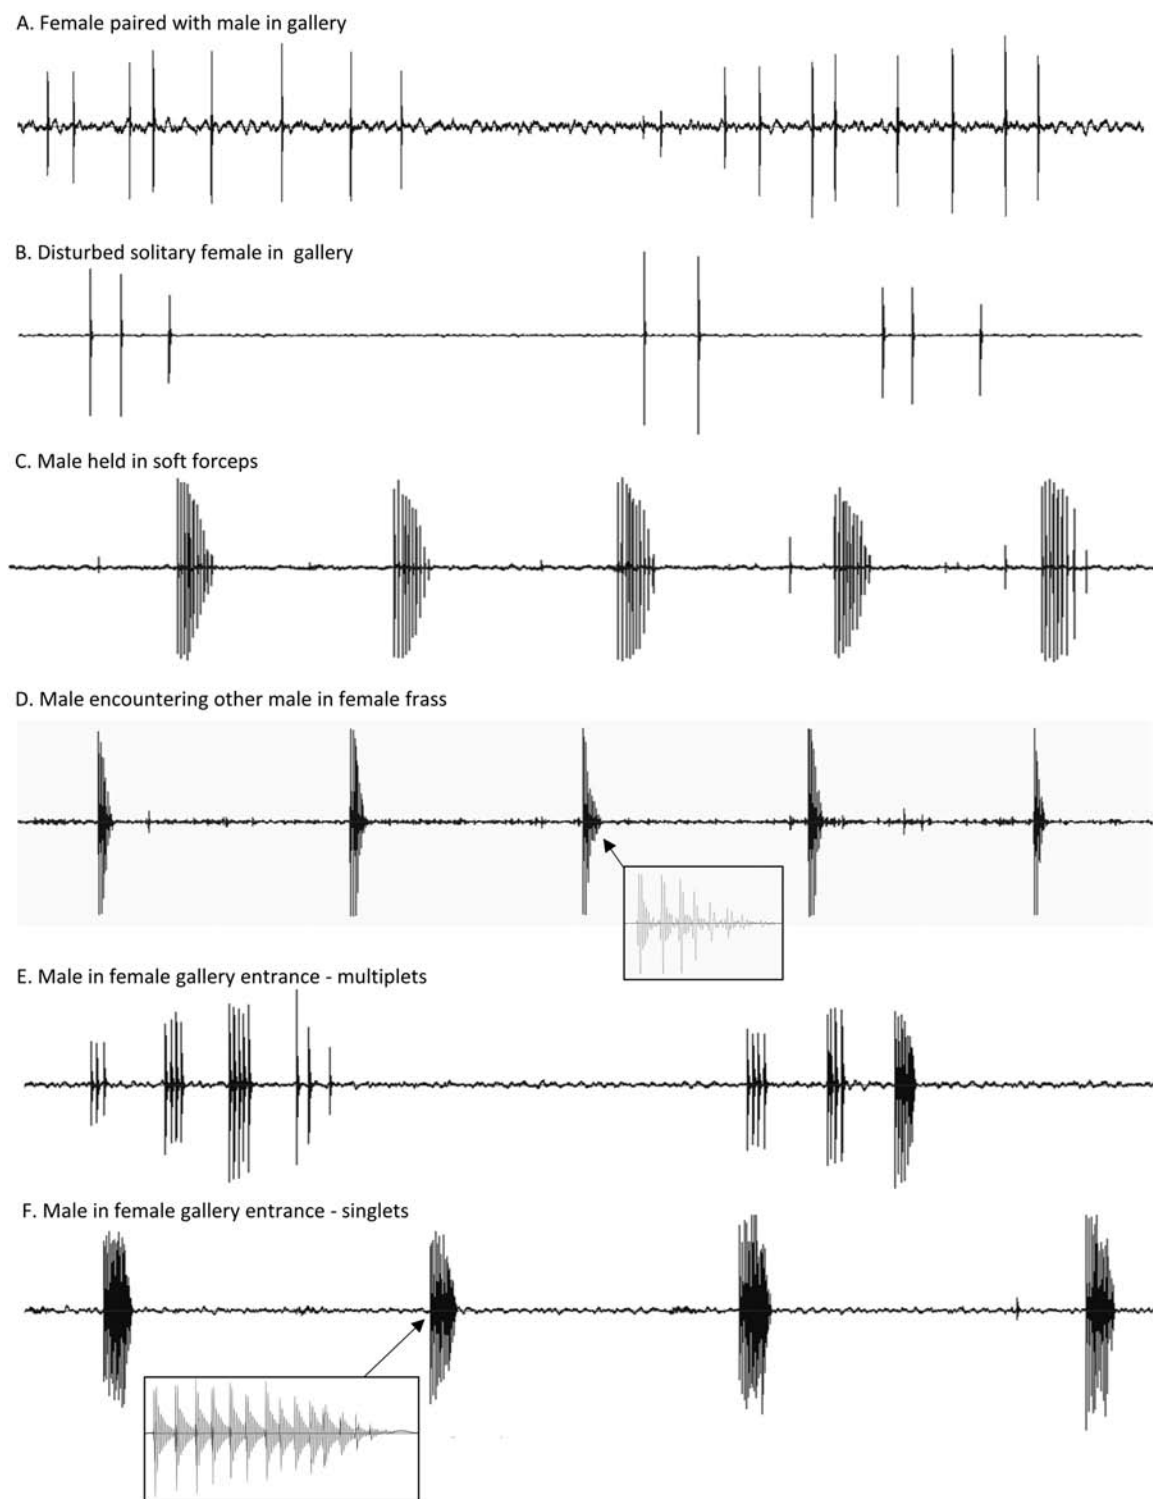 A. Female paired with male in gallery
B. Disturbed solitary female in gallery
C. Male held in soft forceps
D. Male encountering other male in female frass
E. Male in female gallery entrance - multiplets
F. Male in female gallery entrance - singlets